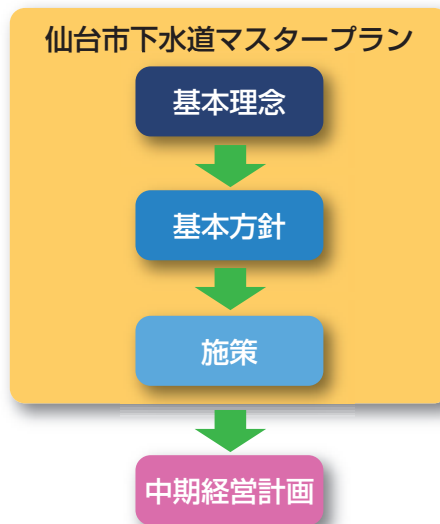 仙台市下水道マスタープラン
基本理念
基本方針
施策
中期経営計画